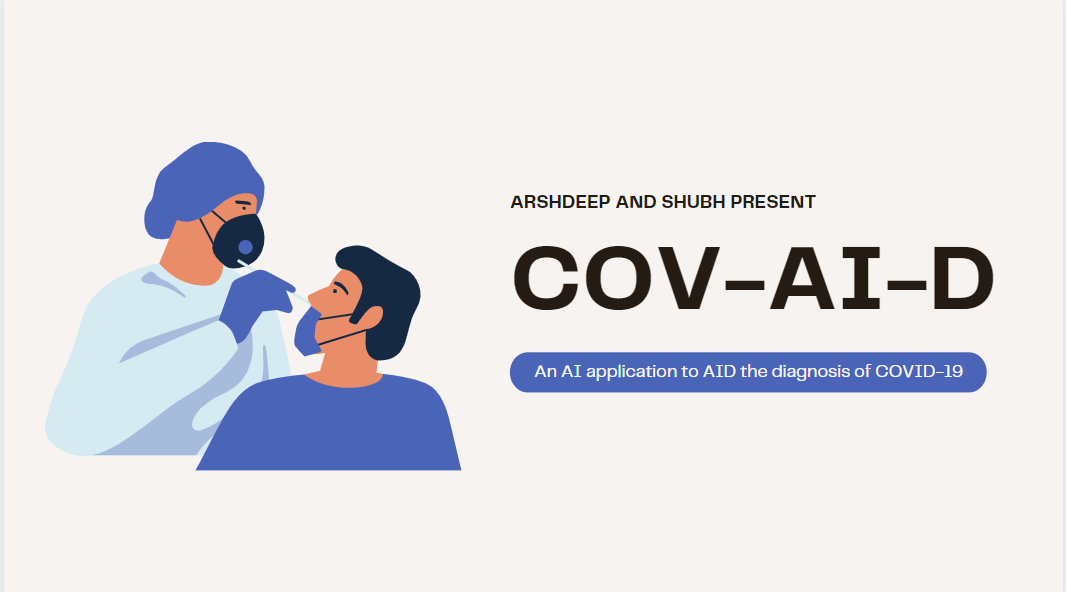 ARSHDEEP AND SHUBH PRESENT
COV-AI-D
An AI application to AID the diagnosis of COVID-19